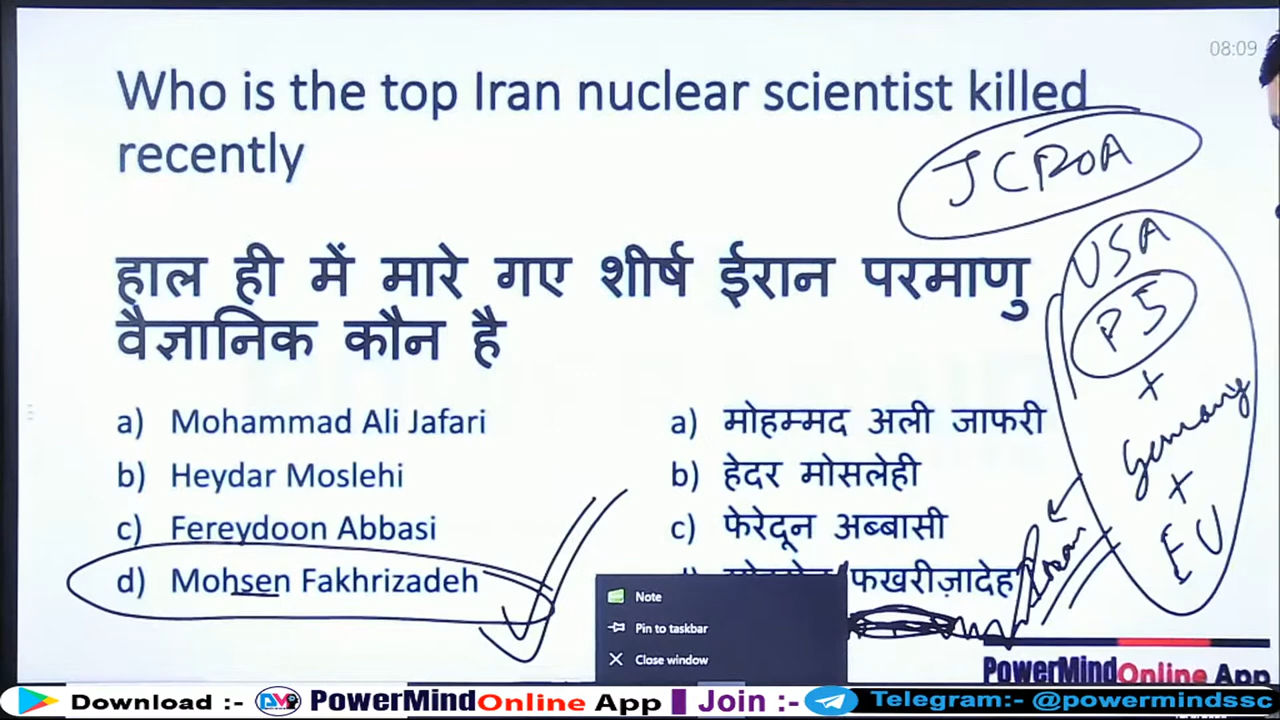 08:09
Who is the top Iran nuclear scientist killed
recently
JCPOA
हाल ही में मारे गए शीर्ष ईरान परमाणु
वैज्ञानिक कौन है
USA
P5
+
Germany
+
EU
Iran
a) Mohammad Ali Jafari
b) Heydar Moslehi
c) Fereydoon Abbasi
d) Mohsen Fakhrizadeh
a) मोहम्मद अली जाफरी
b) हेदर मोसलेही
c) फेरेदून अब्बासी
फखरीज़ादेह
Note
Pin to taskbar
Close window
PowerMindOnline App
Download :- PowerMindOnline App Join :- Telegram:- @powermindssc